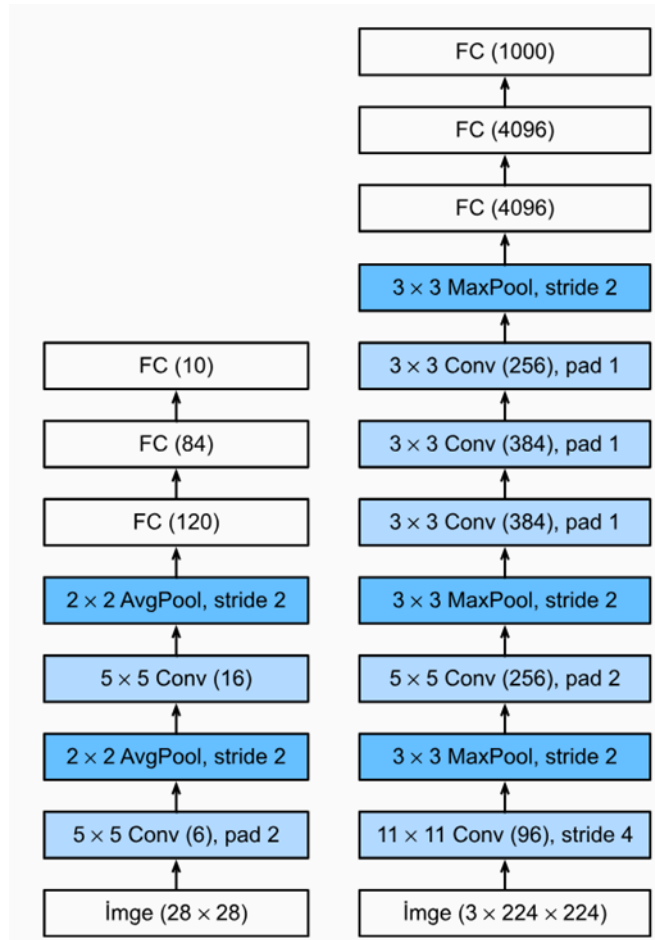 FC (10)
FC (84)
FC (120)
2 × 2 AvgPool, stride 2
5 × 5 Conv (16)
2 × 2 AvgPool, stride 2
5 × 5 Conv (6), pad 2
İmge (28 × 28)
FC (1000)
FC (4096)
FC (4096)
3 × 3 MaxPool, stride 2
3 × 3 Conv (256), pad 1
3 × 3 Conv (384), pad 1
3 × 3 Conv (384), pad 1
3 × 3 MaxPool, stride 2
5 × 5 Conv (256), pad 2
3 × 3 MaxPool, stride 2
11 × 11 Conv (96), stride 4
İmge (3 × 224 × 224)